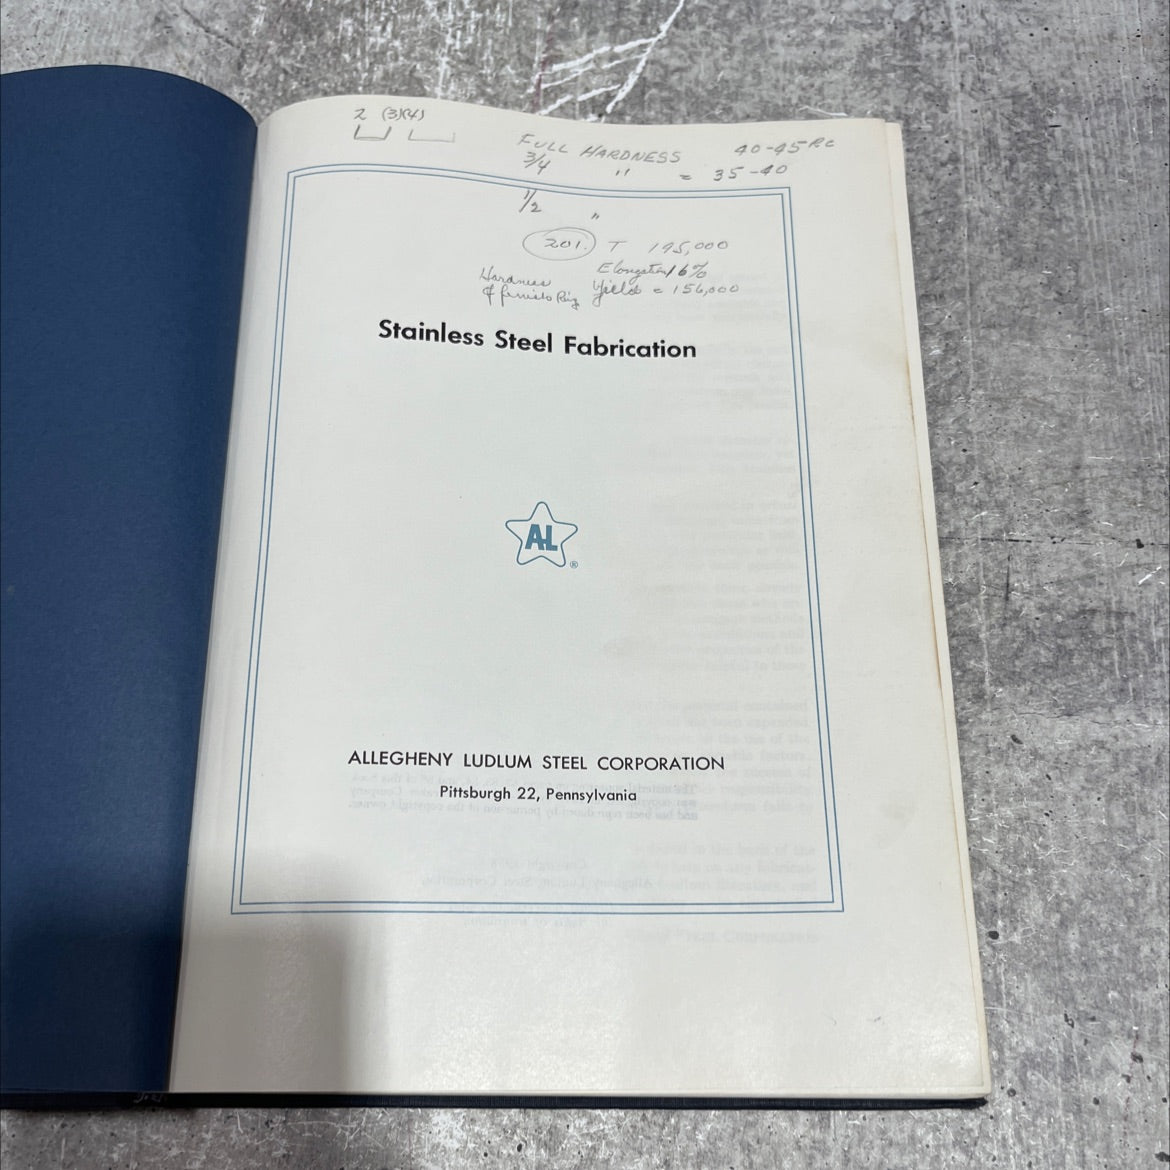 2 (3)(4)
FULL HARDNESS 40-45 RC
3/4 " = 35-40
1/2 "
201. T 195,000
Elongation 16%
Hardness Yield = 156,000
of
Stainless Steel Fabrication
AL ®
ALLEGHENY LUDLUM STEEL CORPORATION
Pittsburgh 22, Pennsylvania